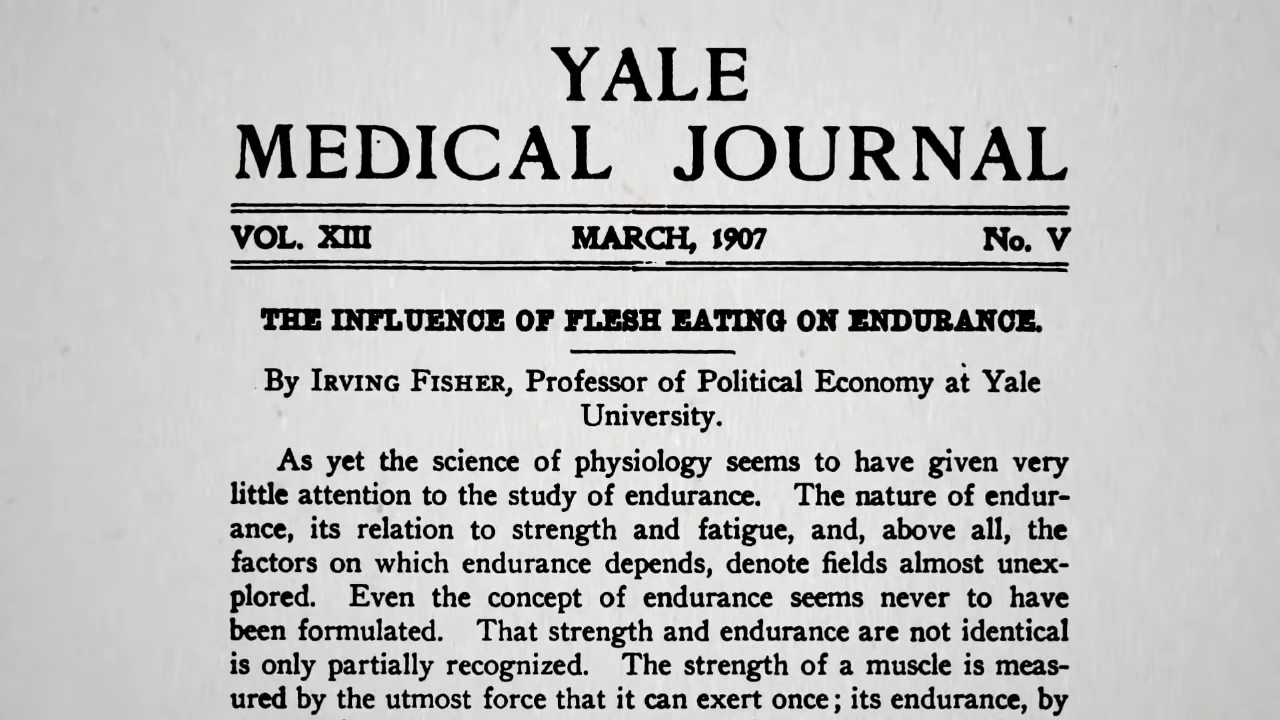 YALE
MEDICAL JOURNAL
VOL. XIII MARCH, 1907 No. V
THE INFLUENCE OF FLESH EATING ON ENDURANCE.
By IRVING FISHER, Professor of Political Economy at Yale
University.
As yet the science of physiology seems to have given very
little attention to the study of endurance. The nature of endur-
ance, its relation to strength and fatigue, and, above all, the
factors on which endurance depends, denote fields almost unex-
plored. Even the concept of endurance seems never to have
been formulated. That strength and endurance are not identical
is only partially recognized. The strength of a muscle is meas-
ured by the utmost force that it can exert once; its endurance, by